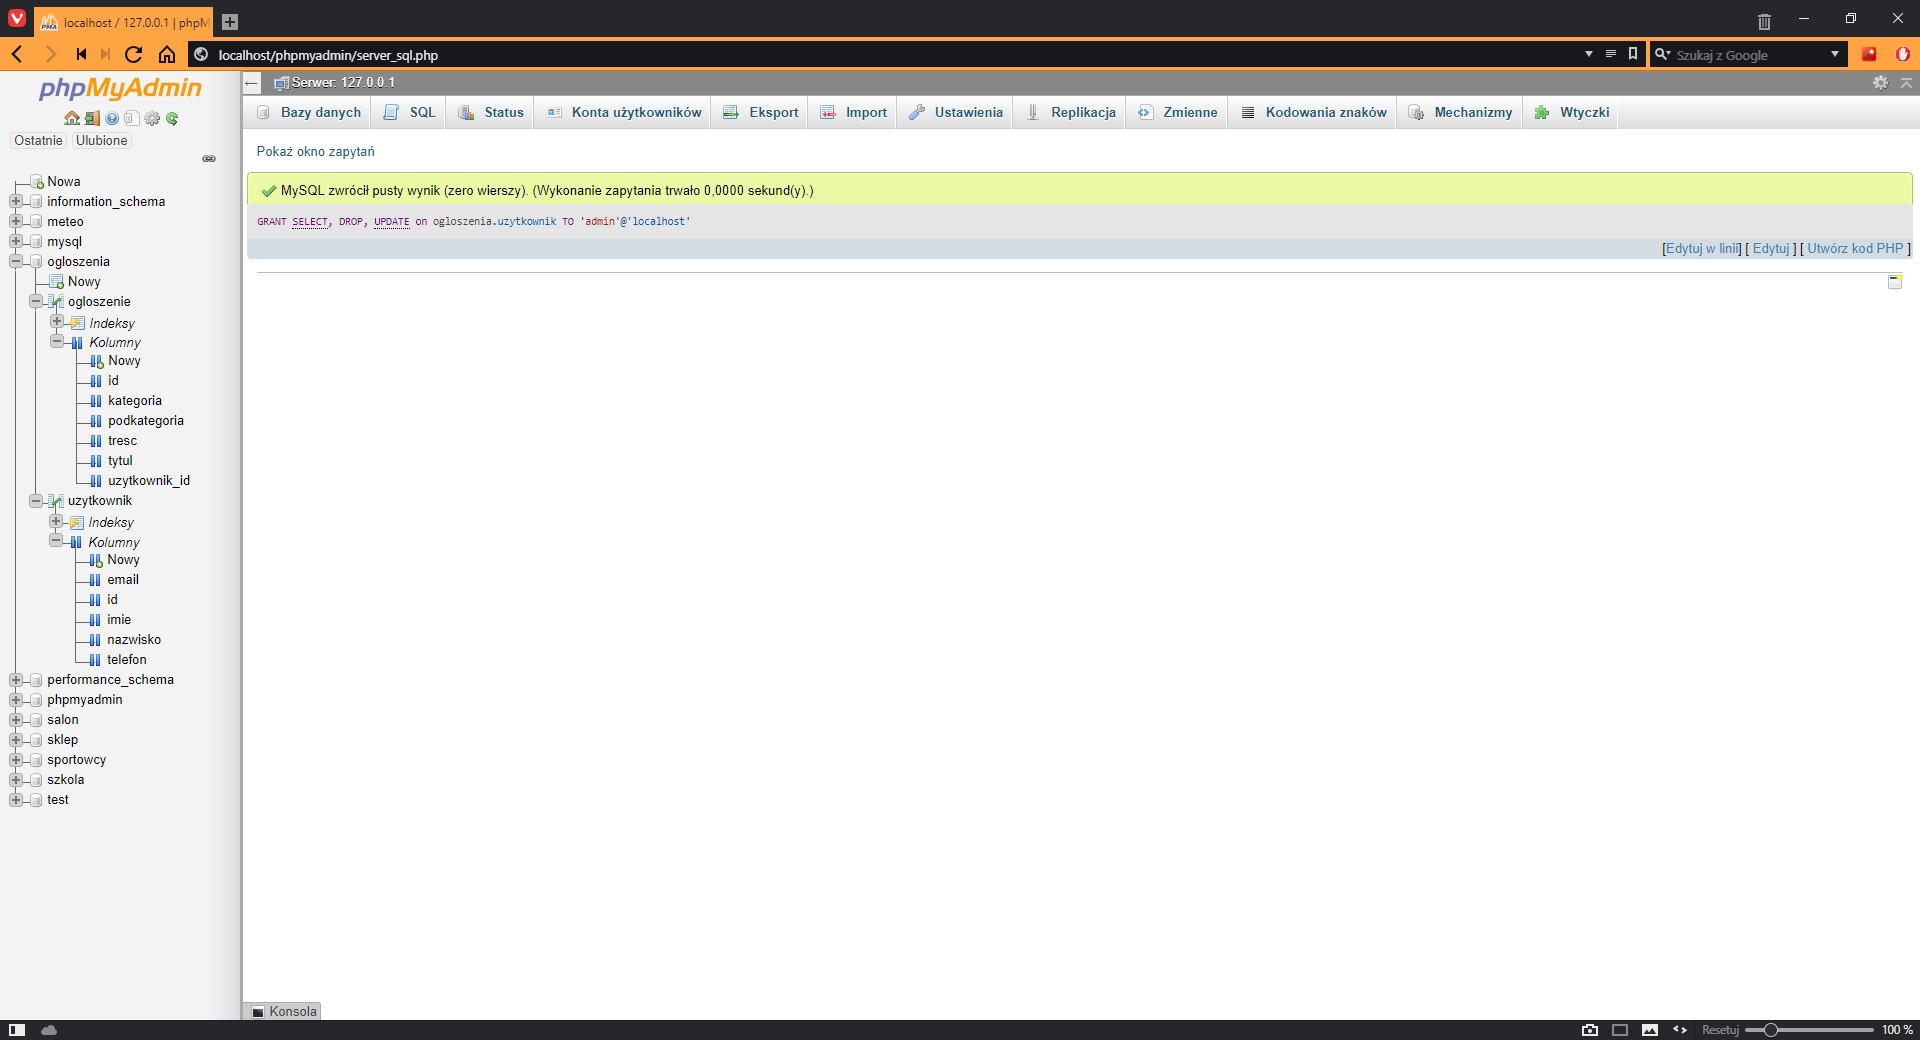 localhost / 127.0.0.1 | phpM
localhost/phpmyadmin/server_sql.php
Szukaj z Google
phpMyAdmin
Ostatnie
Ulubione
Nowa
information_schema
meteo
mysql
ogloszenia
Nowy
ogloszenie
Indeksy
Kolumny
Nowy
id
kategoria
podkategoria
tresc
tytul
uzytkownik_id
uzytkownik
Indeksy
Kolumny
Nowy
email
id
imie
nazwisko
telefon
performance_schema
phpmyadmin
salon
sklep
sportowcy
szkola
test
Serwer: 127.0.0.1
Bazy danych
SQL
Status
Konta użytkowników
Eksport
Import
Ustawienia
Replikacja
Zmienne
Kodowania znaków
Mechanizmy
Wtyczki
Pokaż okno zapytań
MySQL zwrócił pusty wynik (zero wierszy). (Wykonanie zapytania trwało 0,0000 sekund(y).)
GRANT SELECT, DROP, UPDATE on ogloszenia.uzytkownik TO 'admin'@'localhost'
[Edytuj w linii] [ Edytuj ] [ Utwórz kod PHP ]
Konsola
Resetuj
100 %